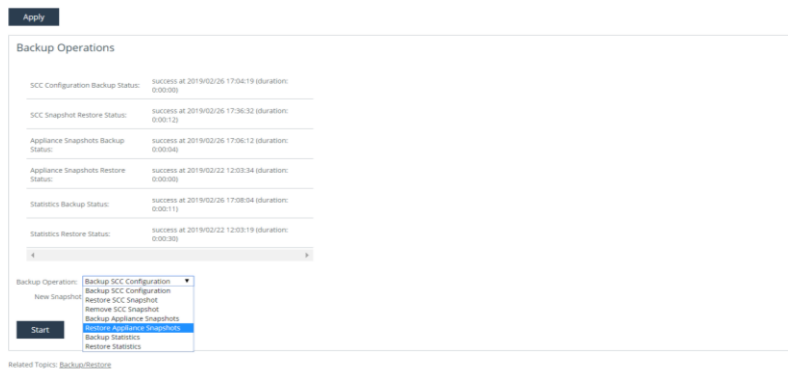 Apply
Backup Operations
SCC Configuration Backup Status: success at 2019/02/26 17:04:19 (duration:
0:00:00)
SCC Snapshot Restore Status: success at 2019/02/26 17:36:32 (duration:
0:00:12)
Appliance Snapshots Backup success at 2019/02/26 17:06:12 (duration:
Status: 0:00:04)
Appliance Snapshots Restore success at 2019/02/22 12:03:34 (duration:
Status: 0:00:00)
Statistics Backup Status: success at 2019/02/26 17:08:04 (duration:
0:00:11)
Statistics Restore Status: success at 2019/02/22 12:03:19 (duration:
0:00:30)
Backup Operation: Backup SCC Configuration
Backup SCC Configuration
New Snapshot Restore SCC Snapshot
Remove SCC Snapshot
Backup Appliance Snapshots
Start Restore Appliance Snapshots
Backup Statistics
Restore Statistics
Related Topics: Backup/Restore